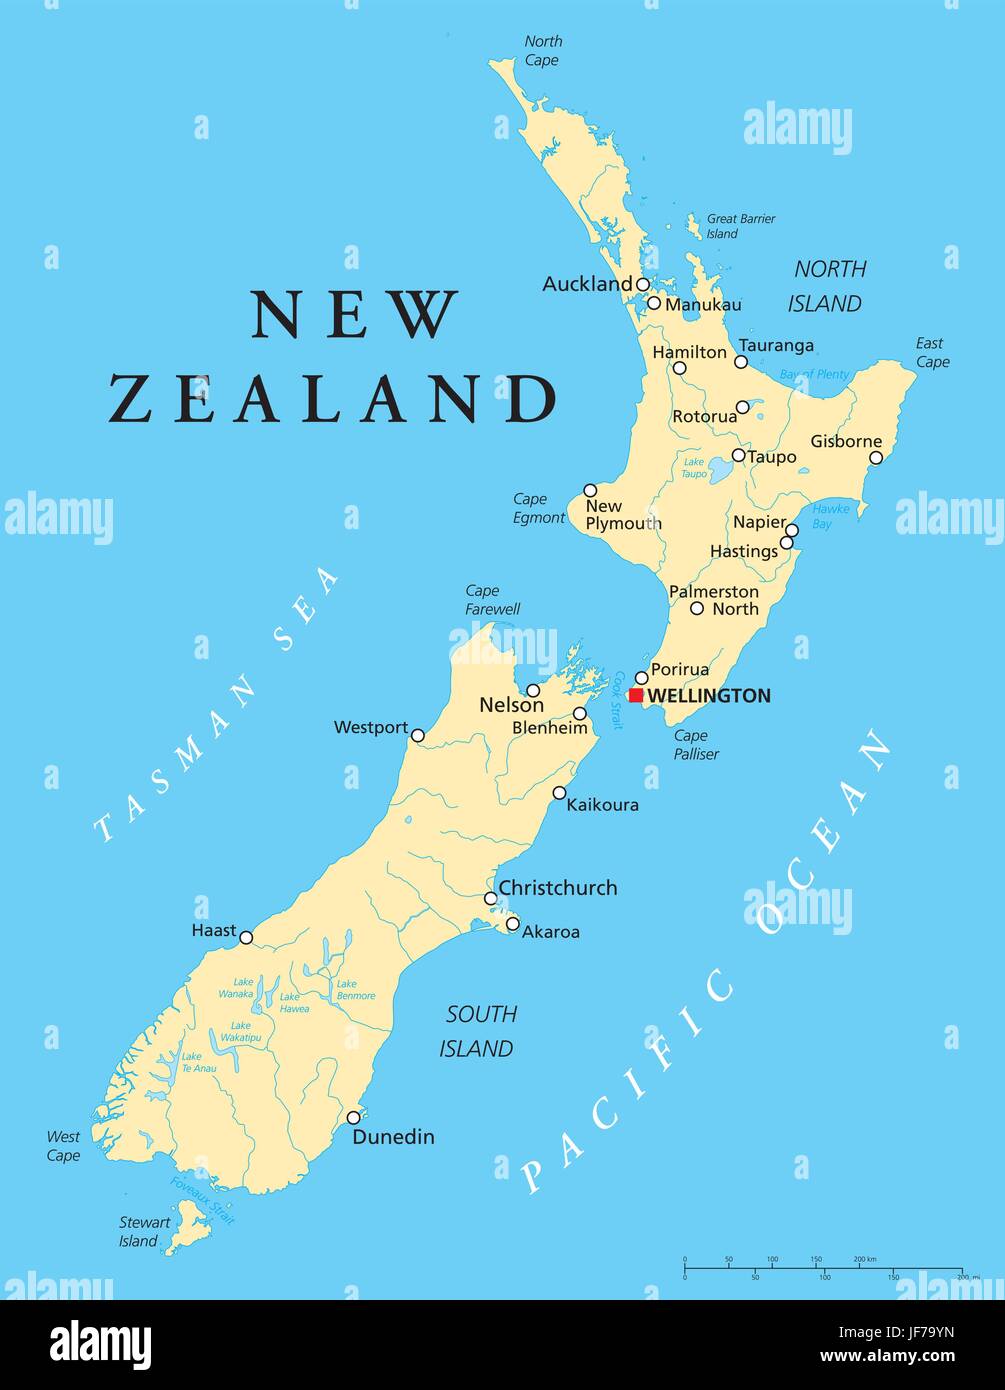 North
Cape
Great Barrier
Island
NORTH
ISLAND
NEW
ZEALAND
Auckland
Manukau
East
Cape
Hamilton
Tauranga
Bay of Plenty
Rotorua
Gisborne
Lake
Taupo
Taupo
Cape
Egmont
New
Plymouth
Hawke
Bay
Napier
Hastings
Palmerston
North
TASMAN SEA
Cape
Farewell
Porirua
WELLINGTON
Cook Strait
Nelson
Blenheim
Westport
Cape
Palliser
Kaikoura
PACIFIC OCEAN
Christchurch
Akaroa
Haast
Lake
Wanaka
Lake
Hawea
Lake
Benmore
Lake
Wakatipu
Lake
Te Anau
SOUTH
ISLAND
Dunedin
West
Cape
Foveaux Strait
Stewart
Island
0 50 100 150 200 km
0 50 100 150 200 mi
alamy
alamy
alamy
alamy
alamy
alamy
a
a
a
a
a
a
a
a
a
a
a
a
a
a
alamy
Image ID: JF79YN
www.alamy.com